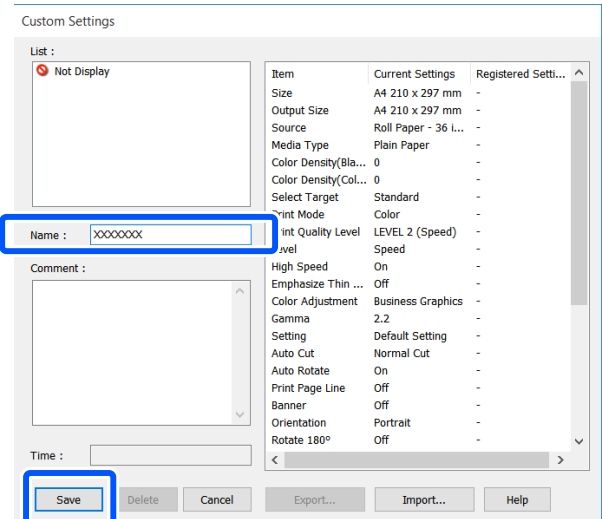 Custom Settings
List :
Not Display
Name : XXXXXXX
Comment :
Time :
Item Current Settings Registered Setti...
Size A4 210 x 297 mm -
Output Size A4 210 x 297 mm -
Source Roll Paper - 36 i... -
Media Type Plain Paper -
Color Density(Bla... 0 -
Color Density(Col... 0 -
Select Target Standard -
Print Mode Color -
Print Quality Level LEVEL 2 (Speed) -
Level Speed -
High Speed On -
Emphasize Thin ... Off -
Color Adjustment Business Graphics -
Gamma 2.2 -
Setting Default Setting -
Auto Cut Normal Cut -
Auto Rotate On -
Print Page Line Off -
Banner Off -
Orientation Portrait -
Rotate 180º Off -
Save Delete Cancel Export... Import... Help